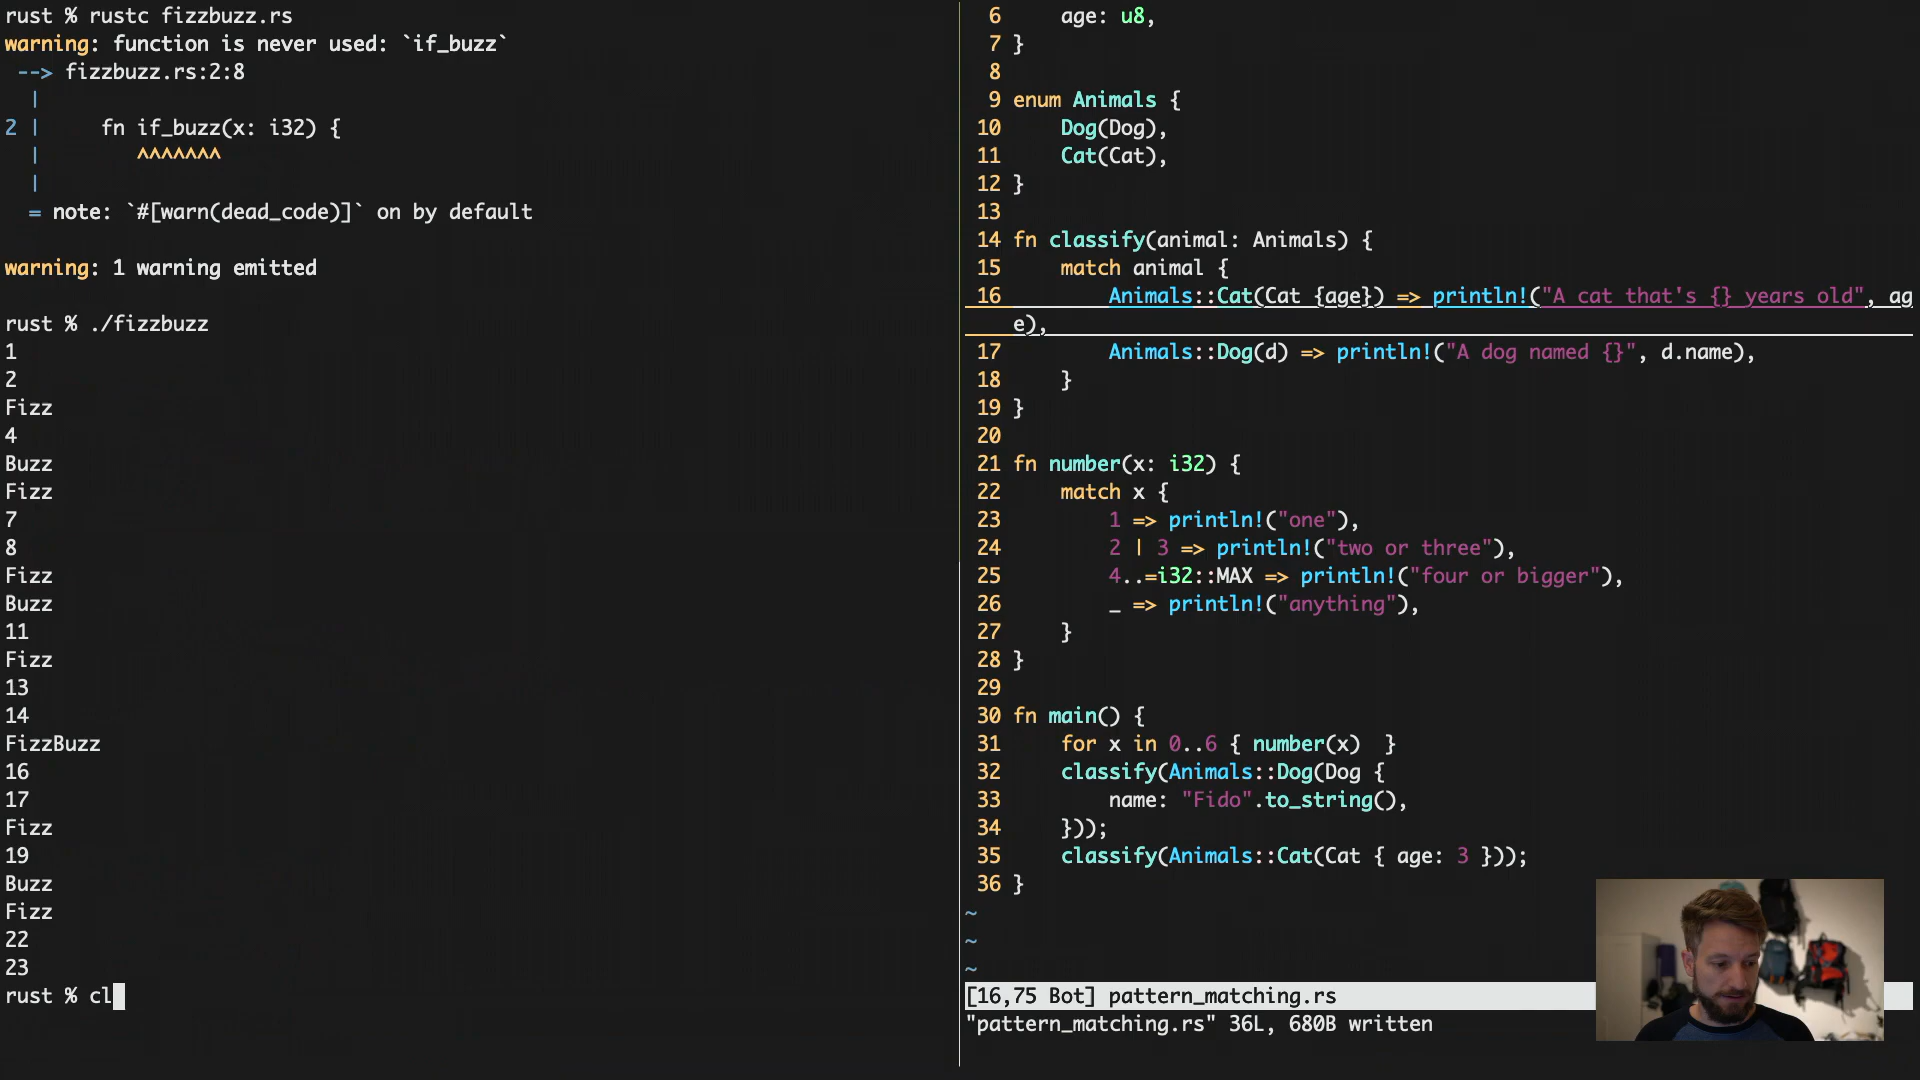 rust % rustc fizzbuzz.rs
warning: function is never used: `if_buzz`
 --> fizzbuzz.rs:2:8
  |
2 |     fn if_buzz(x: i32) {
  |        ^^^^^^^
  |
  = note: `#[warn(dead_code)]` on by default
warning: 1 warning emitted
rust % ./fizzbuzz
1
2
Fizz
4
Buzz
Fizz
7
8
Fizz
Buzz
11
Fizz
13
14
FizzBuzz
16
17
Fizz
19
Buzz
Fizz
22
23
rust % cl
6     age: u8,
7 }
8
9 enum Animals {
10     Dog(Dog),
11     Cat(Cat),
12 }
13
14 fn classify(animal: Animals) {
15     match animal {
16         Animals::Cat(Cat {age}) => println!("A cat that's {} years old", ag
e),
17         Animals::Dog(d) => println!("A dog named {}", d.name),
18     }
19 }
20
21 fn number(x: i32) {
22     match x {
23         1 => println!("one"),
24         2 | 3 => println!("two or three"),
25         4..=i32::MAX => println!("four or bigger"),
26         _ => println!("anything"),
27     }
28 }
29
30 fn main() {
31     for x in 0..6 { number(x)  }
32     classify(Animals::Dog(Dog {
33         name: "Fido".to_string(),
34     }));
35     classify(Animals::Cat(Cat { age: 3 }));
36 }
~
~
~
[16,75 Bot] pattern_matching.rs
"pattern_matching.rs" 36L, 680B written